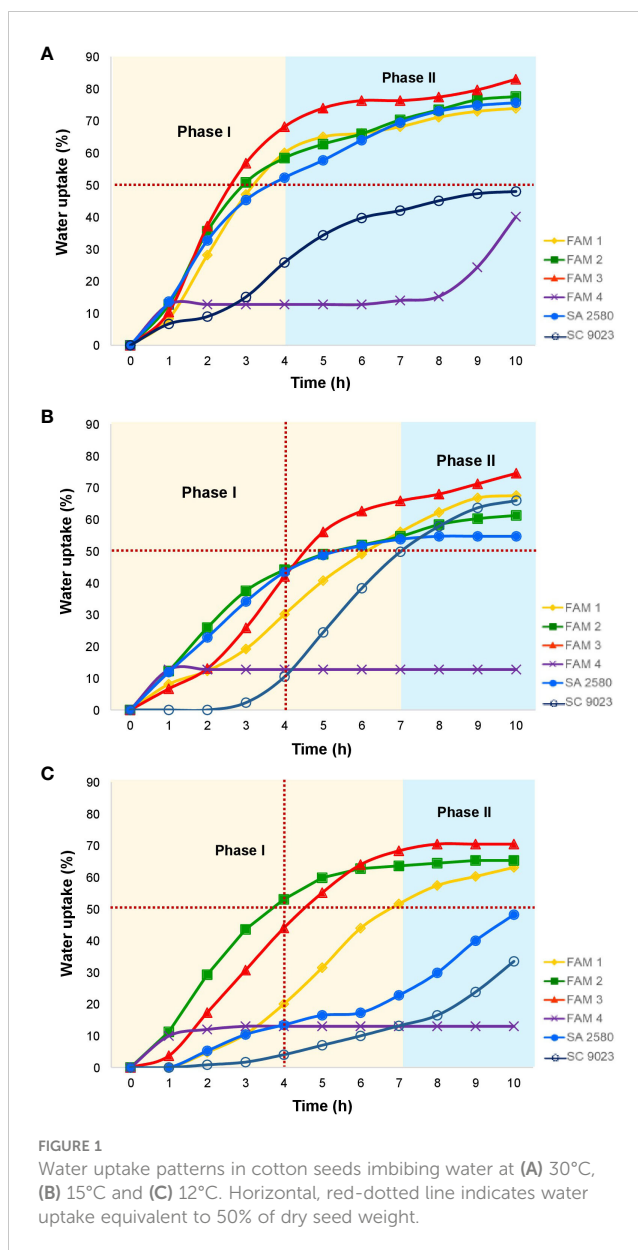 A
90
80
70
60
50
40
30
20
10
0
Water uptake (%)
Phase I
Phase II
0 1 2 3 4 5 6 7 8 9 10
Time (h)
FAM 1
FAM 2
FAM 3
FAM 4
SA 2580
SC 9023
B
90
80
70
60
50
40
30
20
10
0
Water uptake (%)
Phase I
Phase II
0 1 2 3 4 5 6 7 8 9 10
Time (h)
FAM 1
FAM 2
FAM 3
FAM 4
SA 2580
SC 9023
C
90
80
70
60
50
40
30
20
10
0
Water uptake (%)
Phase I
Phase II
0 1 2 3 4 5 6 7 8 9 10
Time (h)
FAM 1
FAM 2
FAM 3
FAM 4
SA 2580
SC 9023
FIGURE 1
Water uptake patterns in cotton seeds imbibing water at (A) 30°C,
(B) 15°C and (C) 12°C. Horizontal, red-dotted line indicates water
uptake equivalent to 50% of dry seed weight.